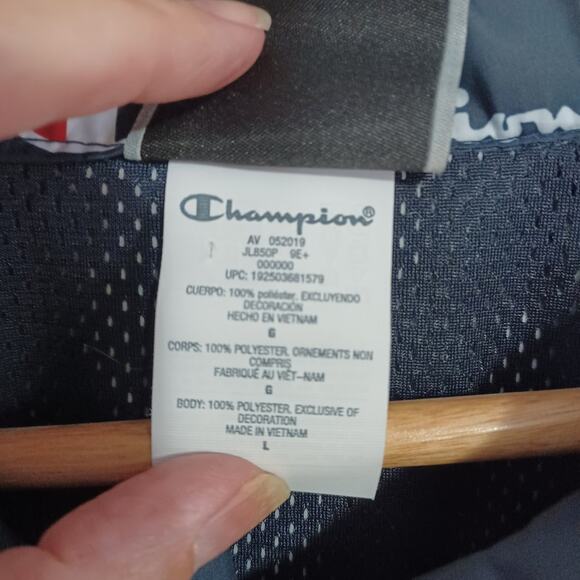 Champion®
AV 052019
JL850P 9E+
000000
UPC: 192503681579
CUERPO: 100% poliéster. EXCLUYENDO
DECORACIÓN
HECHO EN VIETNAM
G
CORPS: 100% POLYESTER. ORNEMENTS NON
COMPRIS
FABRIQUÉ AU VIÊT-NAM
G
BODY: 100% POLYESTER, EXCLUSIVE OF
DECORATION
MADE IN VIETNAM
L